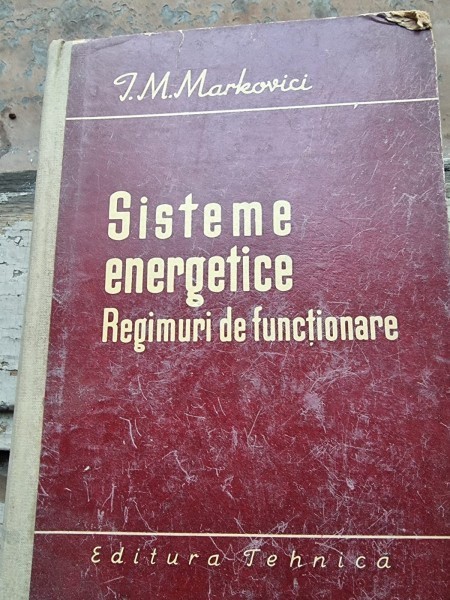 I. M. Markovici
Sisteme
energetice
Regimuri de funcționare
Editura Tehnica